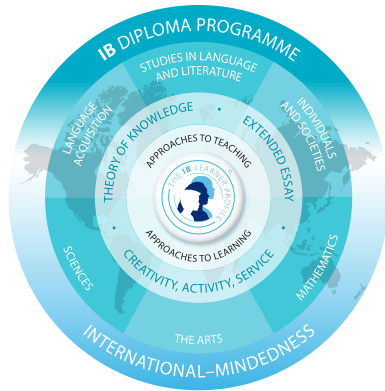 IB DIPLOMA PROGRAMME
STUDIES IN LANGUAGE
AND LITERATURE
LANGUAGE
ACQUISITION
INDIVIDUALS
AND SOCIETIES
THEORY OF KNOWLEDGE
EXTENDED ESSAY
APPROACHES TO TEACHING
THE IB LEARNER PROFILE
®
APPROACHES TO LEARNING
CREATIVITY, ACTIVITY, SERVICE
SCIENCES
MATHEMATICS
THE ARTS
INTERNATIONAL–MINDEDNESS